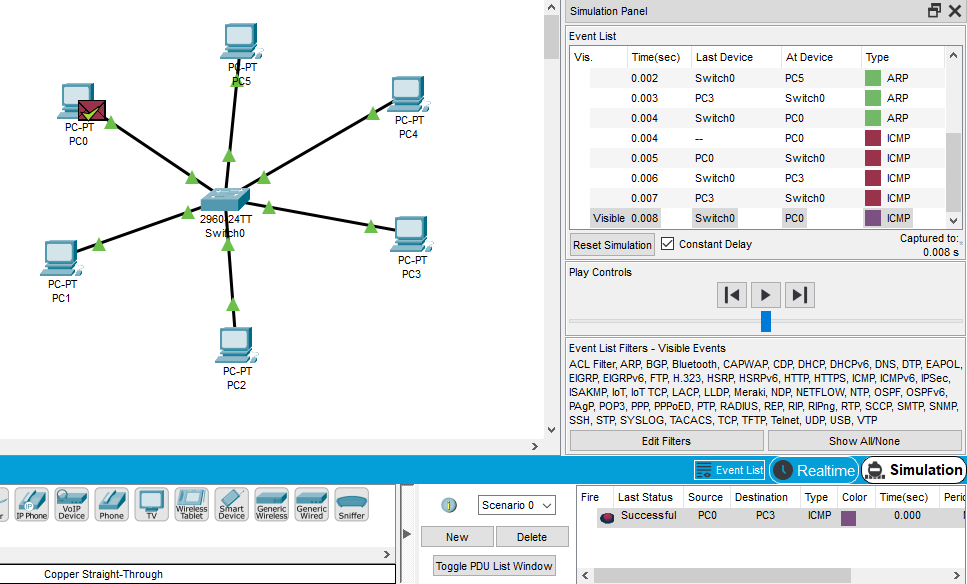 Simulation Panel
Event List
Vis. Time(sec) Last Device At Device Type
0.002 Switch0 PC5 ARP
0.003 PC3 Switch0 ARP
0.004 Switch0 PC0 ARP
0.004 -- PC0 ICMP
0.005 PC0 Switch0 ICMP
0.006 Switch0 PC3 ICMP
0.007 PC3 Switch0 ICMP
Visible 0.008 Switch0 PC0 ICMP
Reset Simulation Constant Delay Captured to:
0.008 s
Play Controls
Event List Filters - Visible Events
ACL Filter, ARP, BGP, Bluetooth, CAPWAP, CDP, DHCP, DHCPv6, DNS, DTP, EAPOL,
EIGRP, EIGRPv6, FTP, H.323, HSRP, HSRPv6, HTTP, HTTPS, ICMP, ICMPv6, IPSec,
ISAKMP, IoT, IoT TCP, LACP, LLDP, Meraki, NDP, NETFLOW, NTP, OSPF, OSPFv6,
PAgP, POP3, PPP, PPPoED, PTP, RADIUS, REP, RIP, RIPng, RTP, SCCP, SMTP, SNMP,
SSH, STP, SYSLOG, TACACS, TCP, TFTP, Telnet, UDP, USB, VTP
Edit Filters Show All/None
PC-PT
PC5
PC-PT
PC0
PC-PT
PC4
2960-24TT
Switch0
PC-PT
PC3
PC-PT
PC1
PC-PT
PC2
Event List Realtime Simulation
IP Phone
VoIP
Device
Phone
TV
Wireless
Tablet
Smart
Device
Generic
Wireless
Generic
Wired
Sniffer
Copper Straight-Through
Scenario 0
New Delete
Toggle PDU List Window
Fire Last Status Source Destination Type Color Time(sec) Perio
Successful PC0 PC3 ICMP 0.000